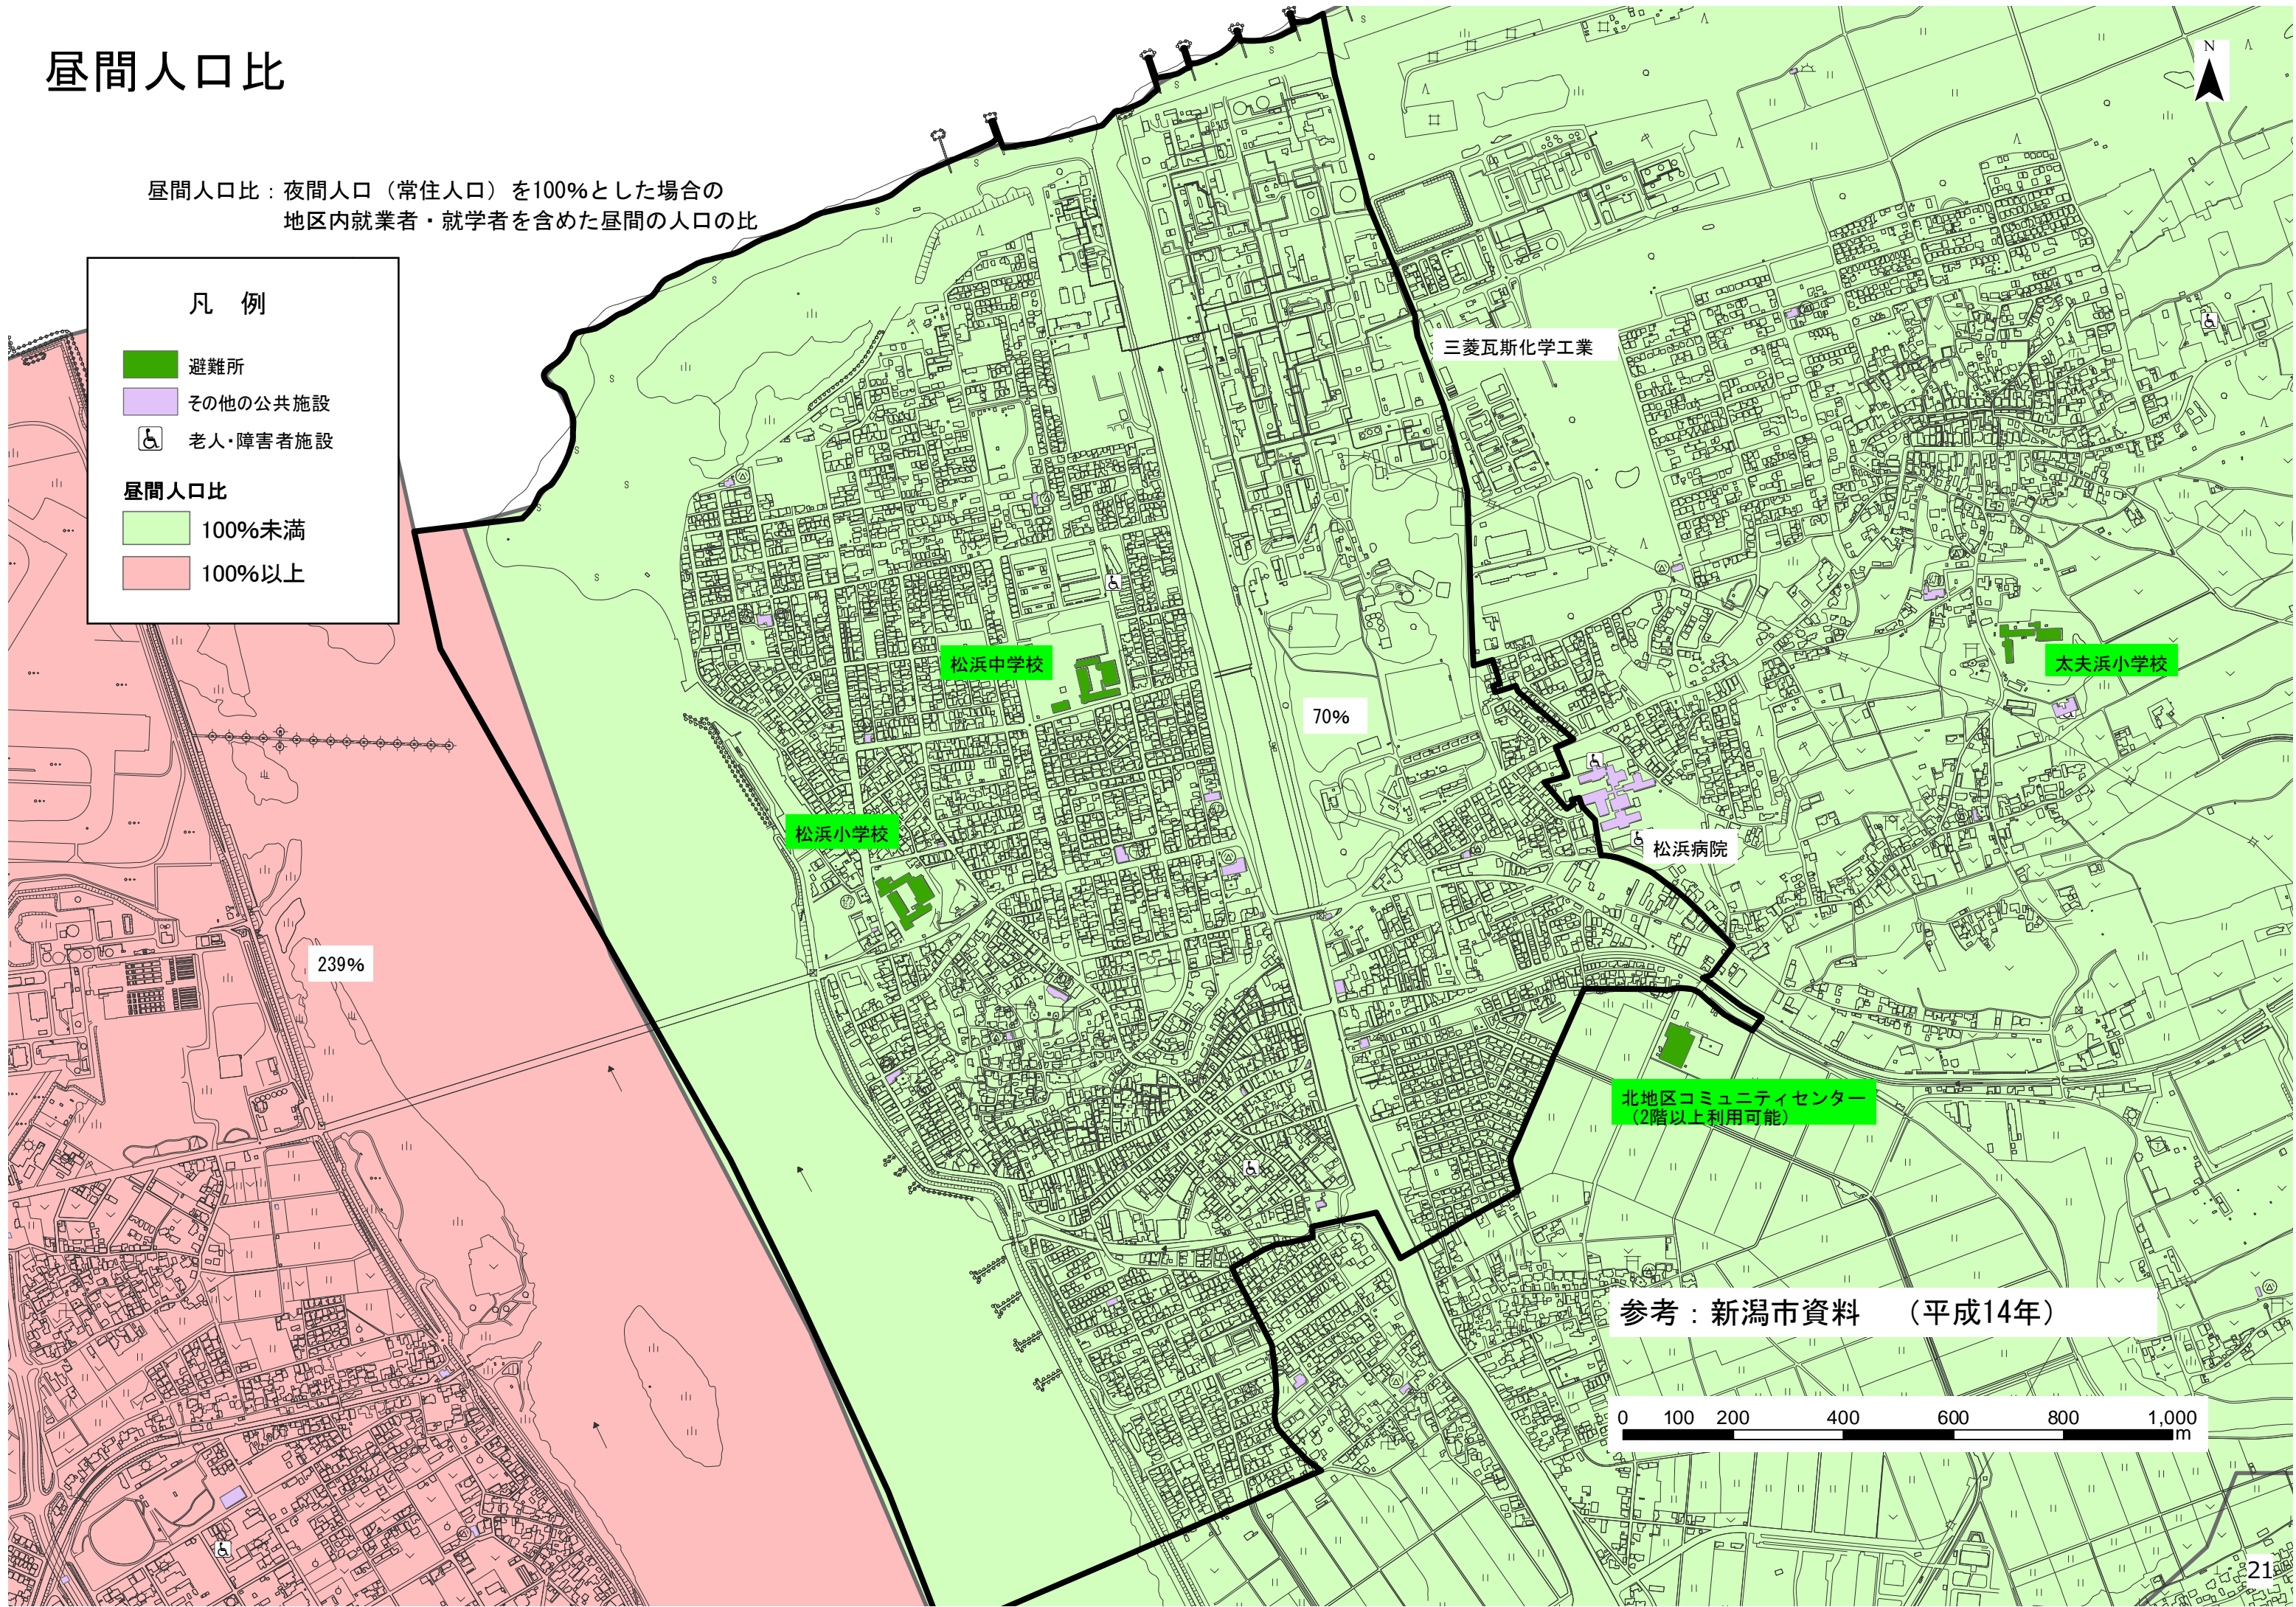 昼間人口比
昼間人口比：夜間人口（常住人口）を100%とした場合の
地区内就業者・就学者を含めた昼間の人口の比
凡　例
避難所
その他の公共施設
老人・障害者施設
昼間人口比
100%未満
100%以上
N
三菱瓦斯化学工業
松浜中学校
太夫浜小学校
70%
松浜小学校
松浜病院
239%
北地区コミュニティセンター
（2階以上利用可能）
参考：新潟市資料　（平成14年）
0 100 200 400 600 800 1,000
m
21